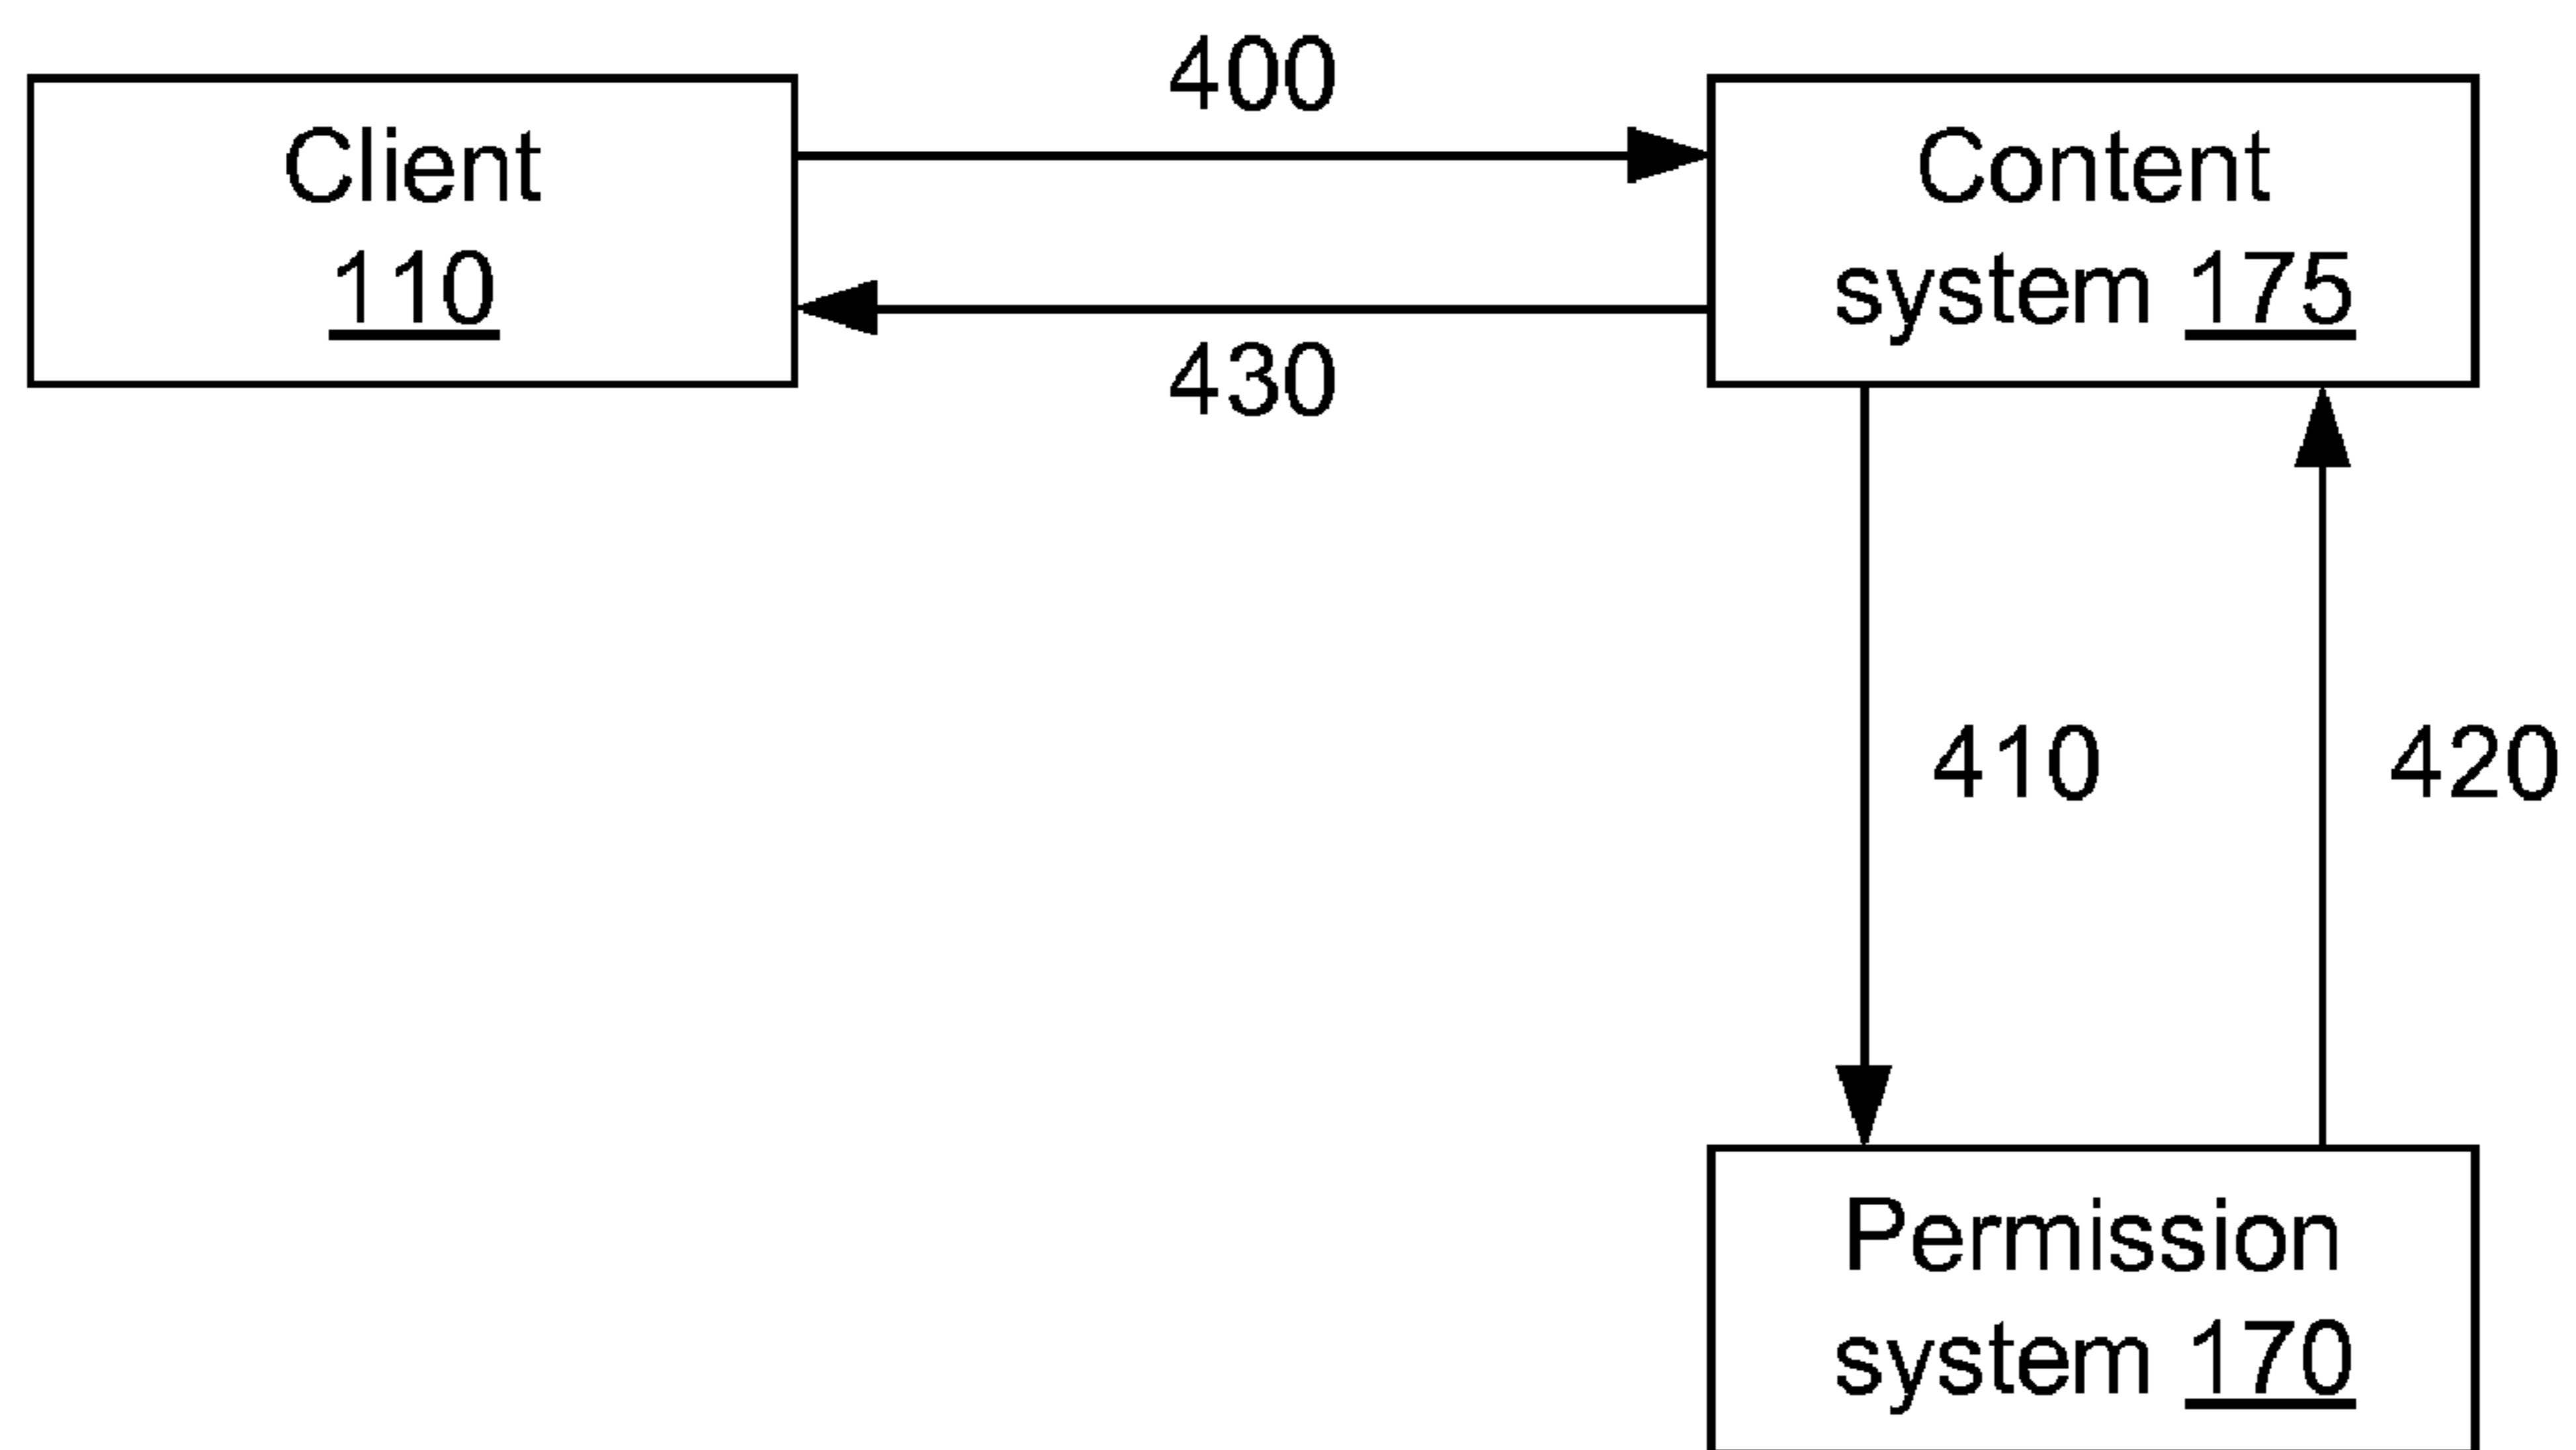 400
Client
110
Content
system 175
430
410
420
Permission
system 170